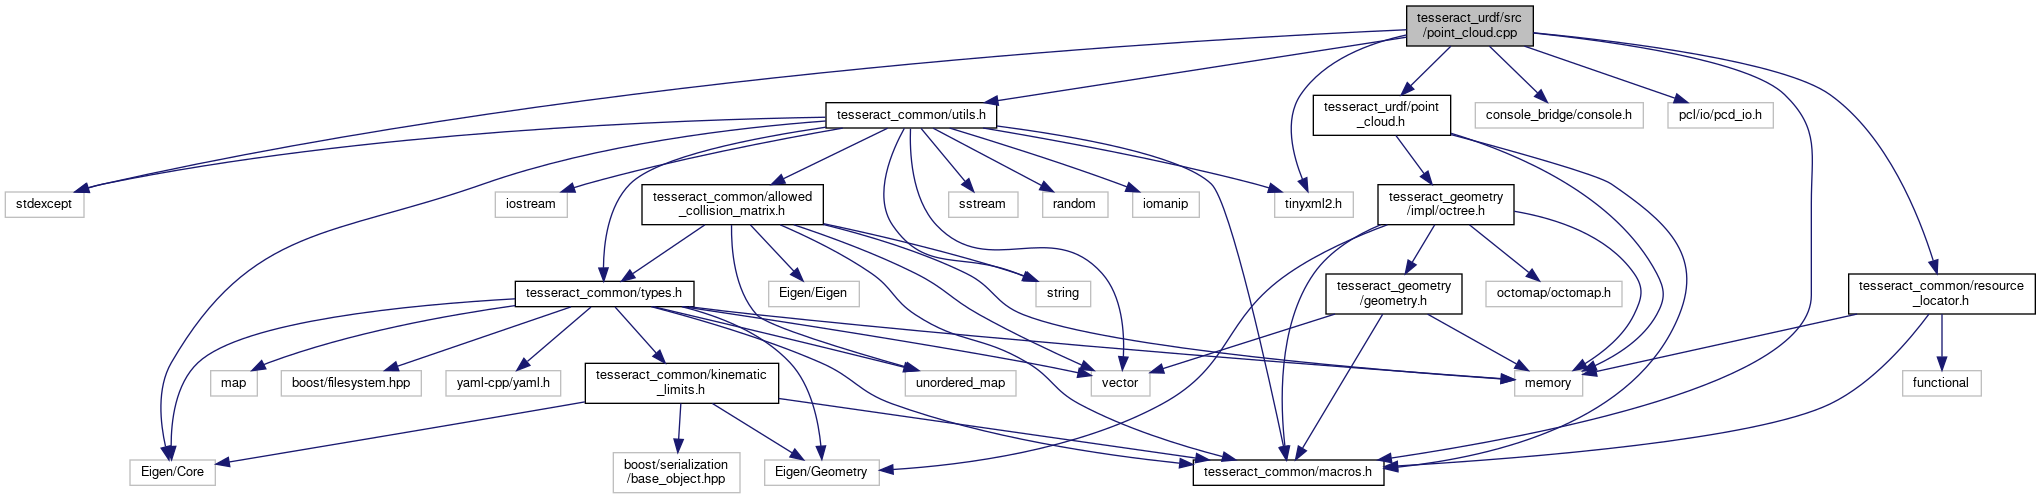 tesseract_urdf/src
/point_cloud.cpp
tesseract_common/utils.h
tesseract_urdf/point
_cloud.h
console_bridge/console.h
pcl/io/pcd_io.h
stdexcept
iostream
tesseract_common/allowed
_collision_matrix.h
sstream
random
iomanip
tinyxml2.h
tesseract_geometry
/impl/octree.h
tesseract_common/types.h
Eigen/Eigen
string
tesseract_geometry
/geometry.h
octomap/octomap.h
tesseract_common/resource
_locator.h
map
boost/filesystem.hpp
yaml-cpp/yaml.h
tesseract_common/kinematic
_limits.h
unordered_map
vector
memory
functional
Eigen/Core
boost/serialization
/base_object.hpp
Eigen/Geometry
tesseract_common/macros.h